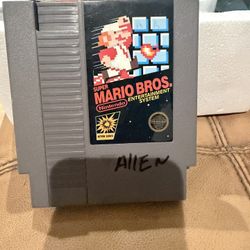 SUPER
MARIO BROS.
Nintendo
ENTERTAINMENT
SYSTEM
Allen